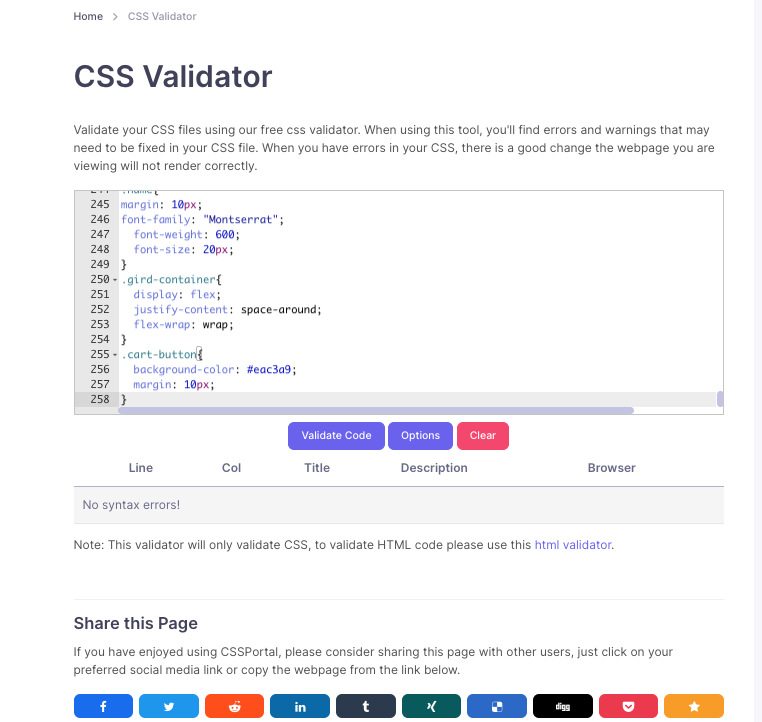 Home > CSS Validator
CSS Validator
Validate your CSS files using our free css validator. When using this tool, you'll find errors and warnings that may
need to be fixed in your CSS file. When you have errors in your CSS, there is a good change the webpage you are
viewing will not render correctly.
244 .name{
245 margin: 10px;
246 font-family: "Montserrat";
247 font-weight: 600;
248 font-size: 20px;
249 }
250 .gird-container{
251 display: flex;
252 justify-content: space-around;
253 flex-wrap: wrap;
254 }
255 .cart-button{
256 background-color: #eac3a9;
257 margin: 10px;
258 }
Validate Code Options Clear
Line Col Title Description Browser
No syntax errors!
Note: This validator will only validate CSS, to validate HTML code please use this html validator.
Share this Page
If you have enjoyed using CSSPortal, please consider sharing this page with other users, just click on your
preferred social media link or copy the webpage from the link below.
digg